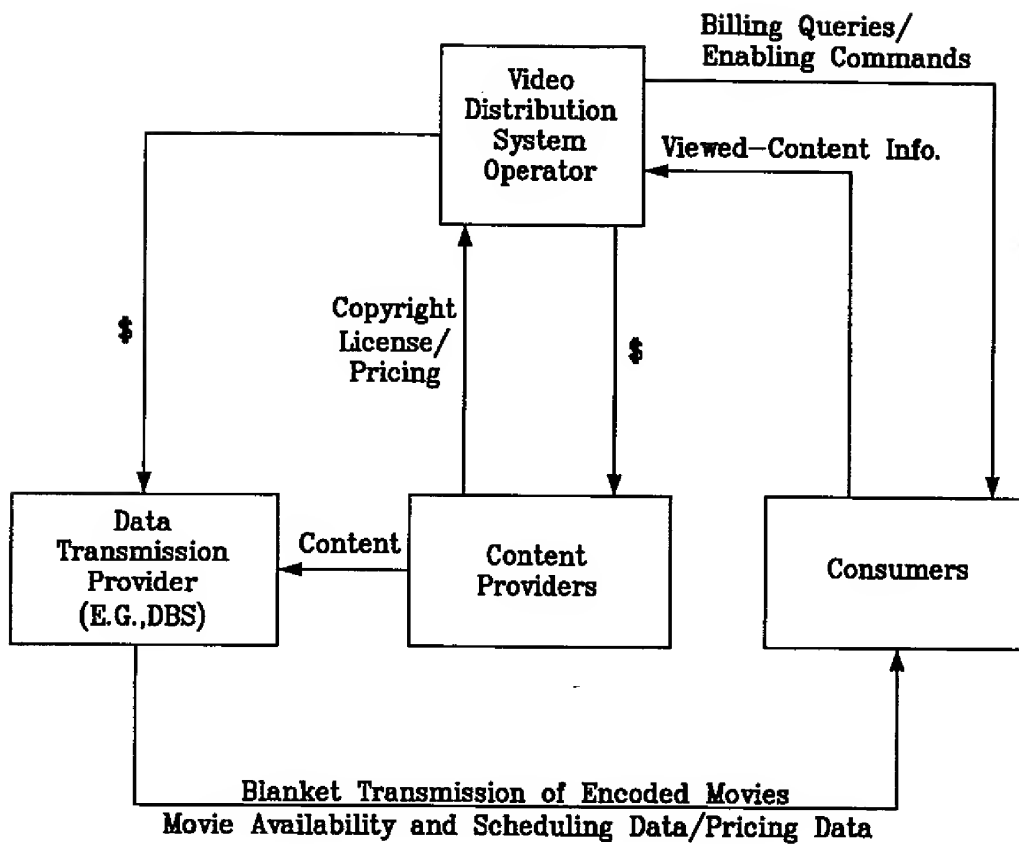 Billing Queries/
Enabling Commands
Video
Distribution
System
Operator
Viewed-Content Info.
$
Copyright
License/
Pricing
$
Data
Transmission
Provider
(E.G.,DBS)
Content
Content
Providers
Consumers
Blanket Transmission of Encoded Movies
Movie Availability and Scheduling Data/Pricing Data